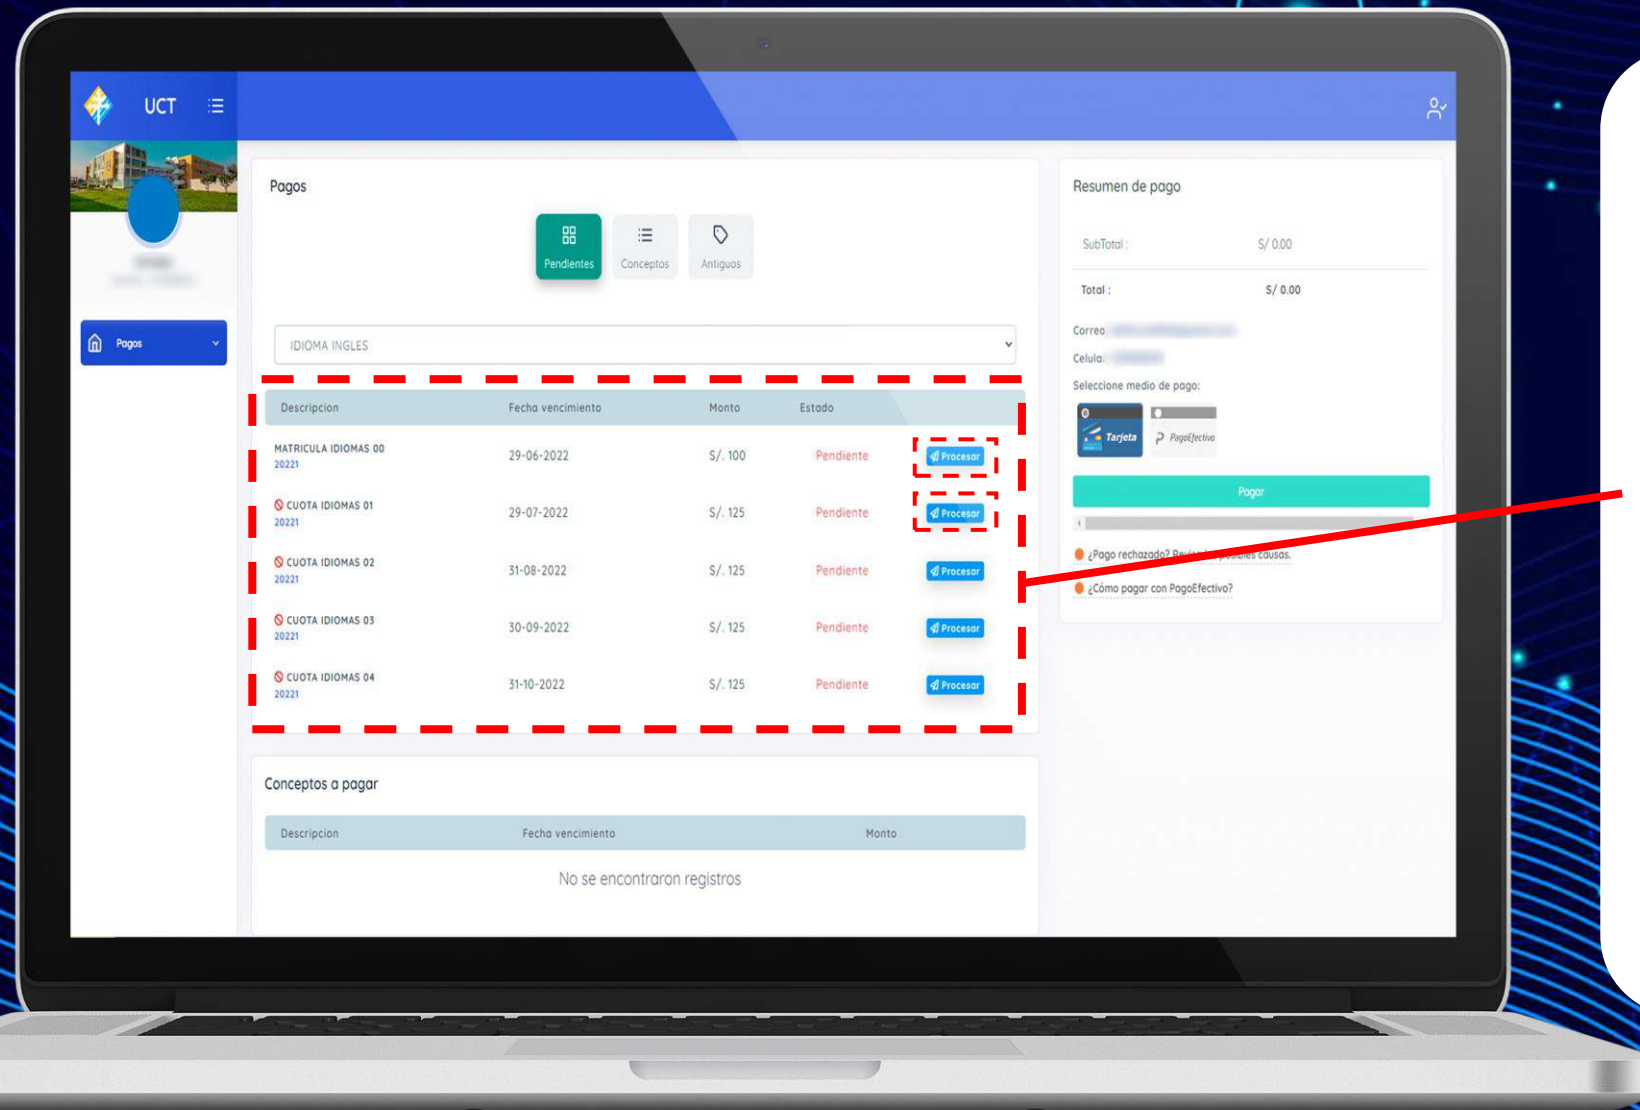 UCT
Pagos
Pagos
Pendientes
Conceptos
Antiguos
IDIOMA INGLES
Descripcion Fecha vencimiento Monto Estado
MATRICULA IDIOMAS 00
20221
29-06-2022 S/. 100 Pendiente Procesar
CUOTA IDIOMAS 01
20221
29-07-2022 S/. 125 Pendiente Procesar
CUOTA IDIOMAS 02
20221
31-08-2022 S/. 125 Pendiente Procesar
CUOTA IDIOMAS 03
20221
30-09-2022 S/. 125 Pendiente Procesar
CUOTA IDIOMAS 04
20221
31-10-2022 S/. 125 Pendiente Procesar
Conceptos a pagar
Descripcion Fecha vencimiento Monto
No se encontraron registros
Resumen de pago
SubTotal : S/ 0.00
Total : S/ 0.00
Correo
Celula
Seleccione medio de pago:
Tarjeta
PagoEfectivo
Pagar
¿Pago rechazado? posibles causas.
¿Cómo pagar con PagoEfectivo?